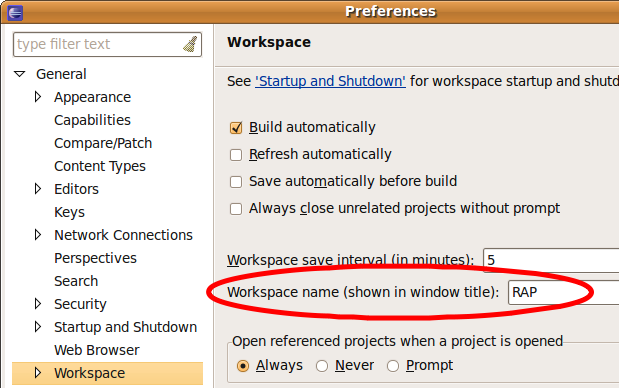 Preferences
type filter text
General
Appearance
Capabilities
Compare/Patch
Content Types
Editors
Keys
Network Connections
Perspectives
Search
Security
Startup and Shutdown
Web Browser
Workspace
Workspace
See 'Startup and Shutdown' for workspace startup and shutd
Build automatically
Refresh automatically
Save automatically before build
Always close unrelated projects without prompt
Workspace save interval (in minutes): 5
Workspace name (shown in window title): RAP
Open referenced projects when a project is opened
Always Never Prompt